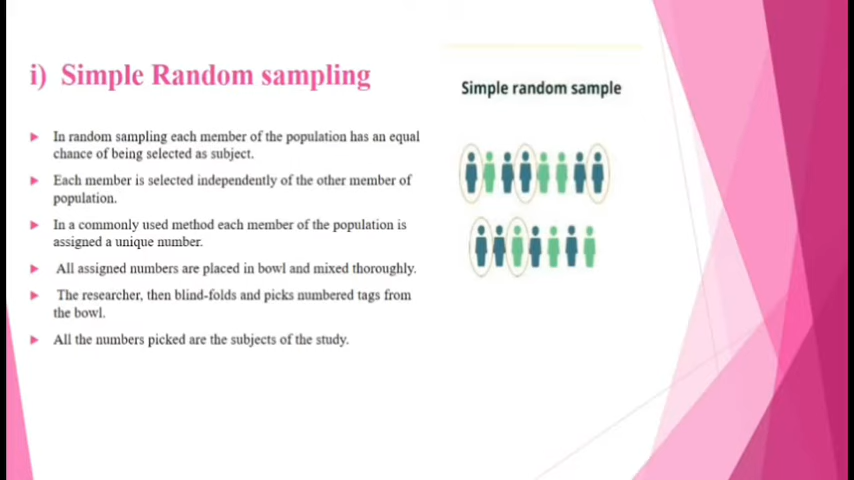 i) Simple Random sampling
Simple random sample
In random sampling each member of the population has an equal
chance of being selected as subject.
Each member is selected independently of the other member of
population.
In a commonly used method each member of the population is
assigned a unique number.
All assigned numbers are placed in bowl and mixed thoroughly.
The researcher, then blind-folds and picks numbered tags from
the bowl.
All the numbers picked are the subjects of the study.